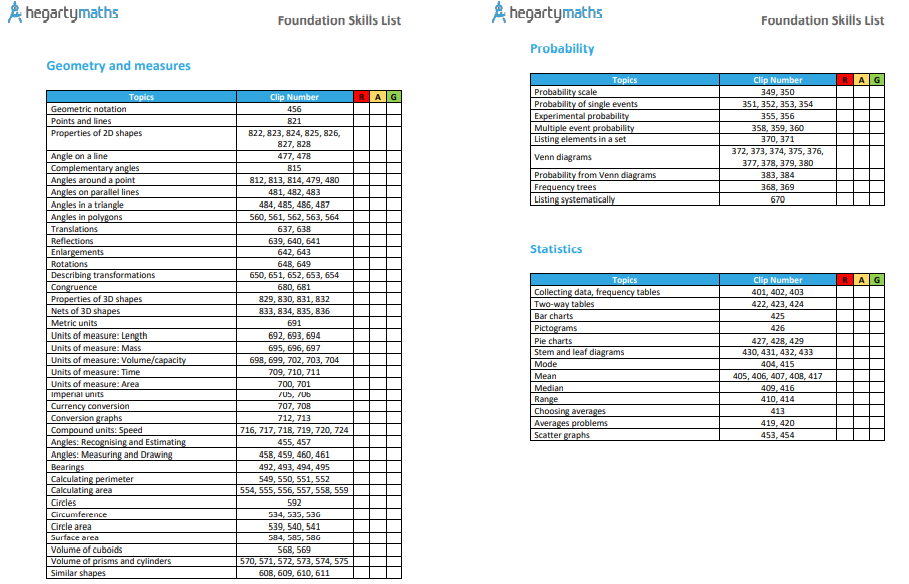 hegartymaths
Foundation Skills List
Geometry and measures
Topics Clip Number R A G
Geometric notation 456
Points and lines 821
Properties of 2D shapes 822, 823, 824, 825, 826,
827, 828
Angle on a line 477, 478
Complementary angles 815
Angles around a point 812, 813, 814, 479, 480
Angles on parallel lines 481, 482, 483
Angles in a triangle 484, 485, 486, 487
Angles in polygons 560, 561, 562, 563, 564
Translations 637, 638
Reflections 639, 640, 641
Enlargements 642, 643
Rotations 648, 649
Describing transformations 650, 651, 652, 653, 654
Congruence 680, 681
Properties of 3D shapes 829, 830, 831, 832
Nets of 3D shapes 833, 834, 835, 836
Metric units 691
Units of measure: Length 692, 693, 694
Units of measure: Mass 695, 696, 697
Units of measure: Volume/capacity 698, 699, 702, 703, 704
Units of measure: Time 709, 710, 711
Units of measure: Area 700, 701
Imperial units 705, 706
Currency conversion 707, 708
Conversion graphs 712, 713
Compound units: Speed 716, 717, 718, 719, 720, 724
Angles: Recognising and Estimating 455, 457
Angles: Measuring and Drawing 458, 459, 460, 461
Bearings 492, 493, 494, 495
Calculating perimeter 549, 550, 551, 552
Calculating area 554, 555, 556, 557, 558, 559
Circles 592
Circumference 534, 535, 536
Circle area 539, 540, 541
Surface area 584, 585, 586
Volume of cuboids 568, 569
Volume of prisms and cylinders 570, 571, 572, 573, 574, 575
Similar shapes 608, 609, 610, 611
hegartymaths
Foundation Skills List
Probability
Topics Clip Number R A G
Probability scale 349, 350
Probability of single events 351, 352, 353, 354
Experimental probability 355, 356
Multiple event probability 358, 359, 360
Listing elements in a set 370, 371
Venn diagrams 372, 373, 374, 375, 376,
377, 378, 379, 380
Probability from Venn diagrams 383, 384
Frequency trees 368, 369
Listing systematically 670
Statistics
Topics Clip Number R A G
Collecting data, frequency tables 401, 402, 403
Two-way tables 422, 423, 424
Bar charts 425
Pictograms 426
Pie charts 427, 428, 429
Stem and leaf diagrams 430, 431, 432, 433
Mode 404, 415
Mean 405, 406, 407, 408, 417
Median 409, 416
Range 410, 414
Choosing averages 413
Averages problems 419, 420
Scatter graphs 453, 454